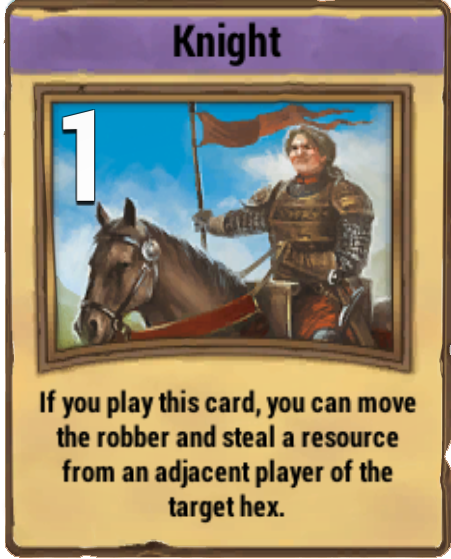 Knight
1
If you play this card, you can move
the robber and steal a resource
from an adjacent player of the
target hex.